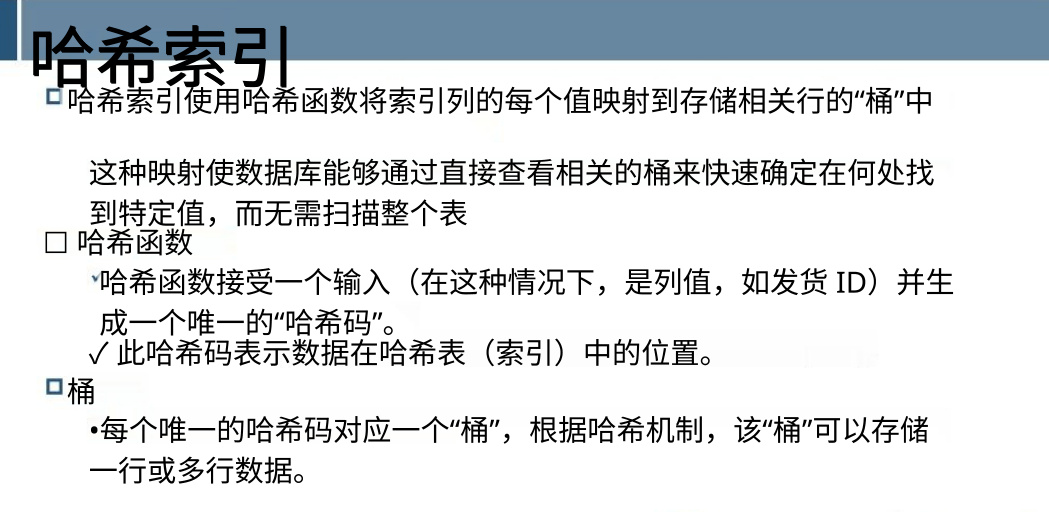 哈希索引
哈希索引使用哈希函数将索引列的每个值映射到存储相关行的“桶”中
这种映射使数据库能够通过直接查看相关的桶来快速确定在何处找
到特定值，而无需扫描整个表
☐ 哈希函数
哈希函数接受一个输入（在这种情况下，是列值，如发货 ID）并生
成一个唯一的“哈希码”。
✓ 此哈希码表示数据在哈希表（索引）中的位置。
桶
•每个唯一的哈希码对应一个“桶”，根据哈希机制，该“桶”可以存储
一行或多行数据。